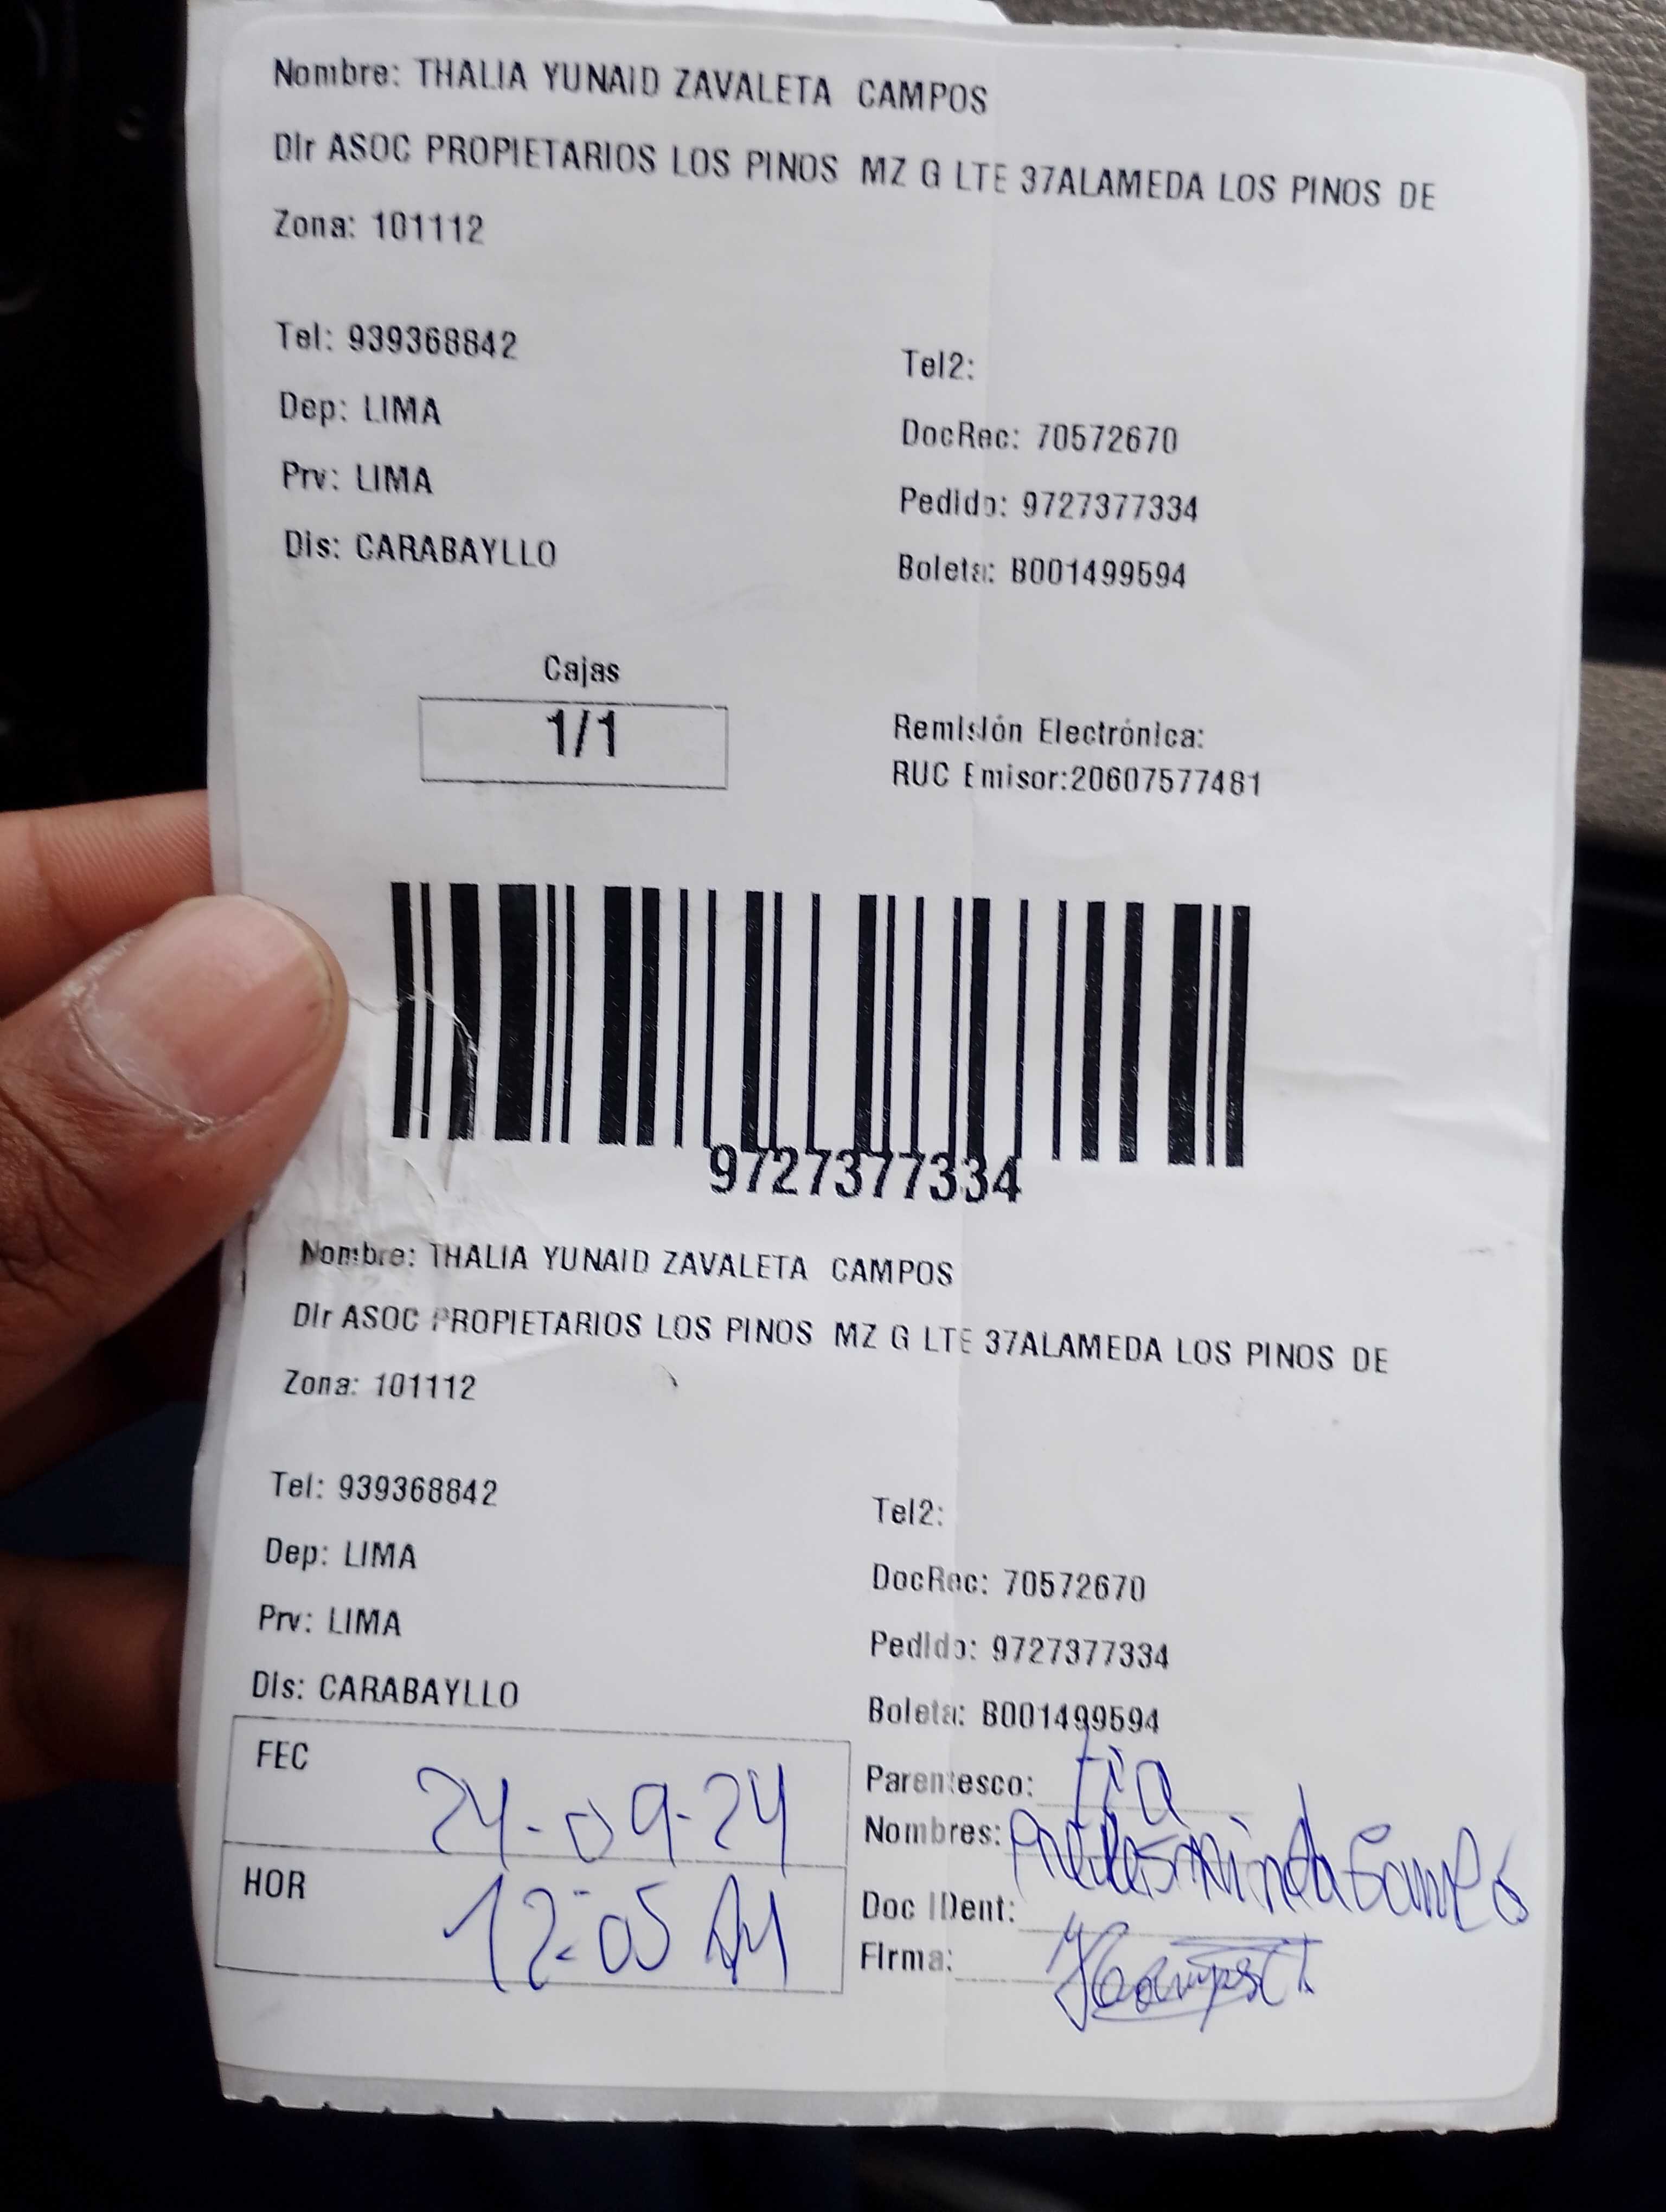 Nombre: THALIA YUNAID ZAVALETA CAMPOS
Dir ASOC PROPIETARIOS LOS PINOS MZ G LTE 37ALAMEDA LOS PINOS DE
Zona: 101112
Tel: 939368842
Tel2:
Dep: LIMA
DocRec: 70572670
Prv: LIMA
Pedido: 9727377334
Dis: CARABAYLLO
Boleta: B001499594
Cajas
1/1
Remisión Electrónica:
RUC Emisor:20607577481
9727377334
Nombre: THALIA YUNAID ZAVALETA CAMPOS
Dir ASOC PROPIETARIOS LOS PINOS MZ G LTE 37ALAMEDA LOS PINOS DE
Zona: 101112
Tel: 939368842
Tel2:
Dep: LIMA
DocRec: 70572670
Prv: LIMA
Pedido: 9727377334
Dis: CARABAYLLO
Boleta: B001499594
FEC 24-09-24
Parentesco: tia
Nombres:
HOR 12:05 AM
Doc IDent:
Firma: